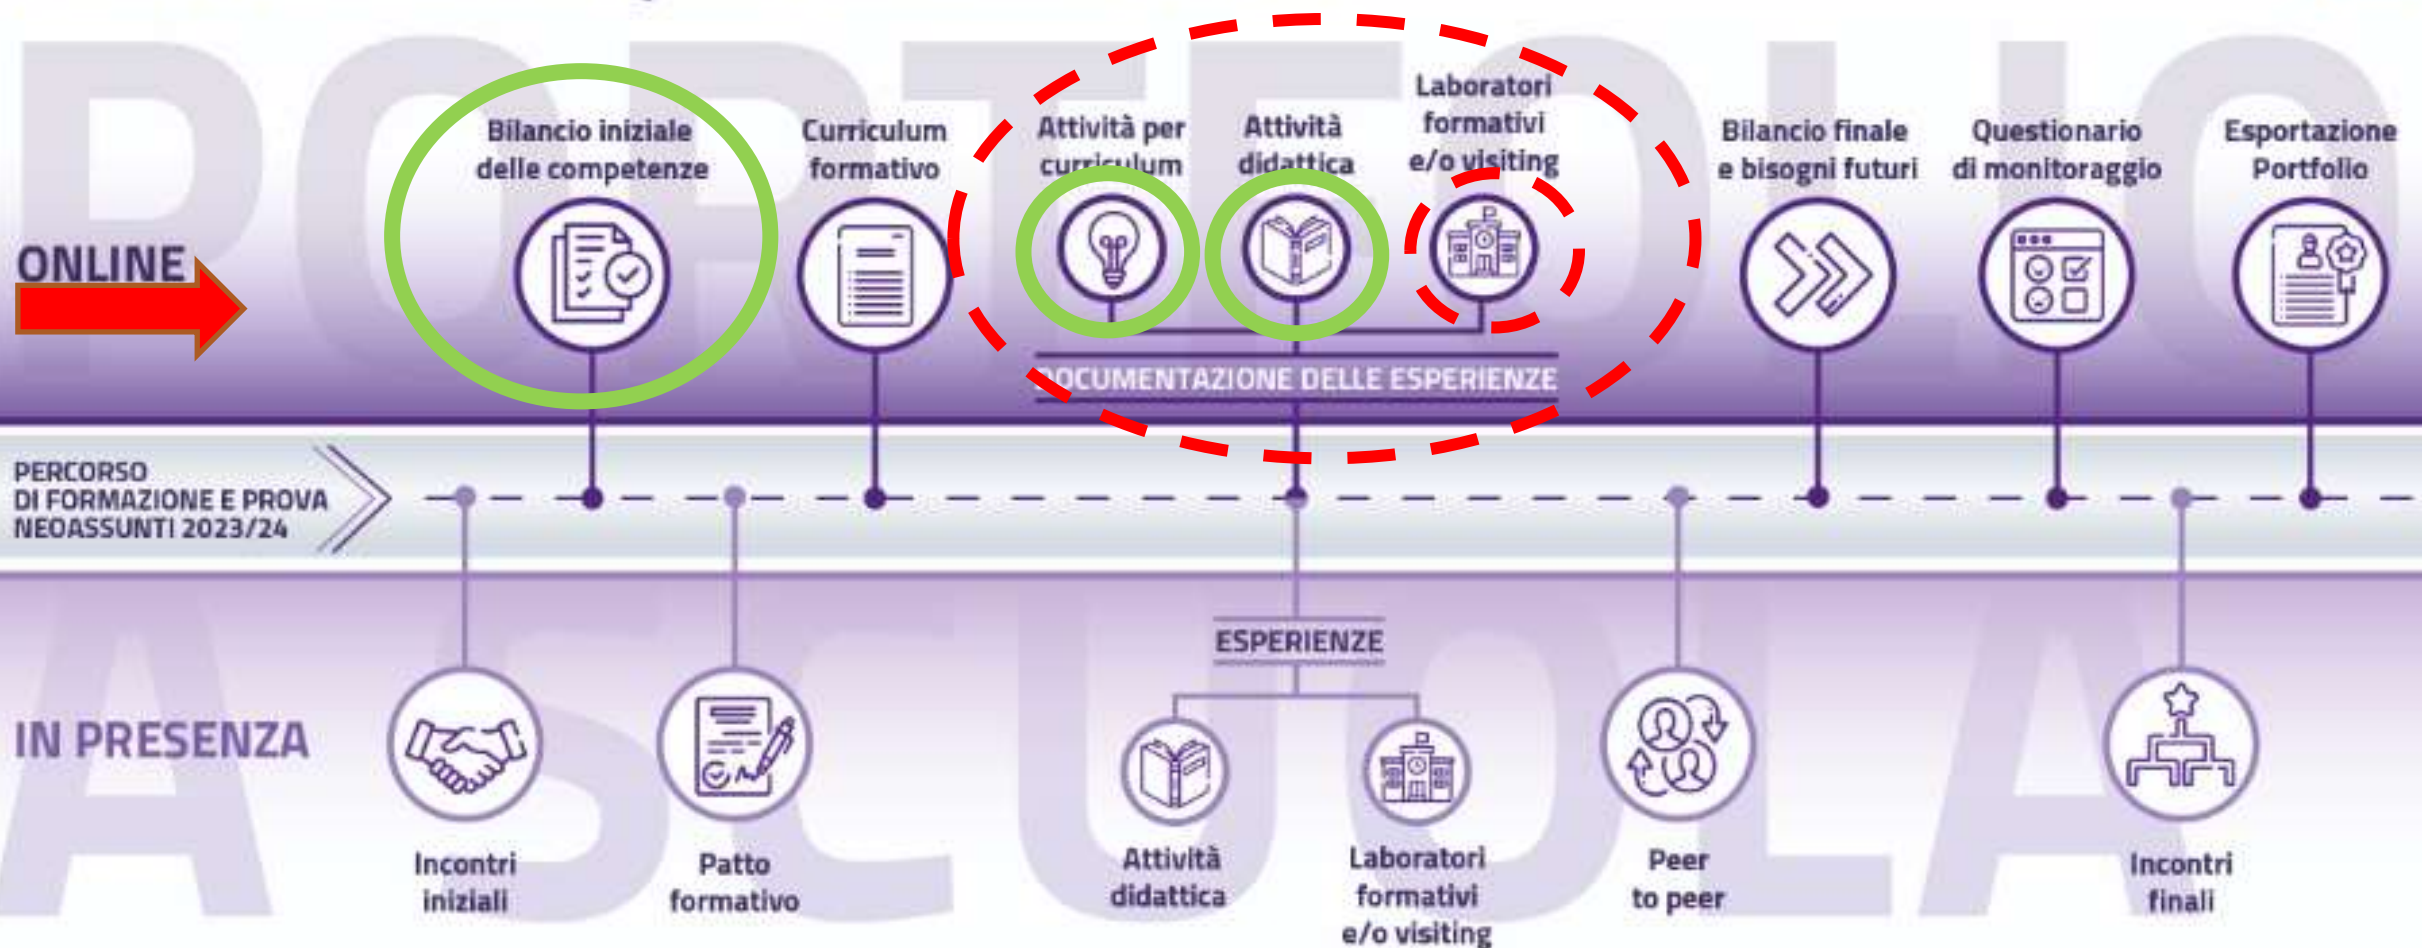 PORTFOLIO
ONLINE
Bilancio iniziale
delle competenze
Curriculum
formativo
Attività per
curriculum
Attività
didattica
Laboratori
formativi
e/o visiting
DOCUMENTAZIONE DELLE ESPERIENZE
Bilancio finale
e bisogni futuri
Questionario
di monitoraggio
Esportazione
Portfolio
PERCORSO
DI FORMAZIONE E PROVA
NEOASSUNTI 2023/24
A SCUOLA
IN PRESENZA
Incontri
iniziali
Patto
formativo
ESPERIENZE
Attività
didattica
Laboratori
formativi
e/o visiting
Peer
to peer
Incontri
finali